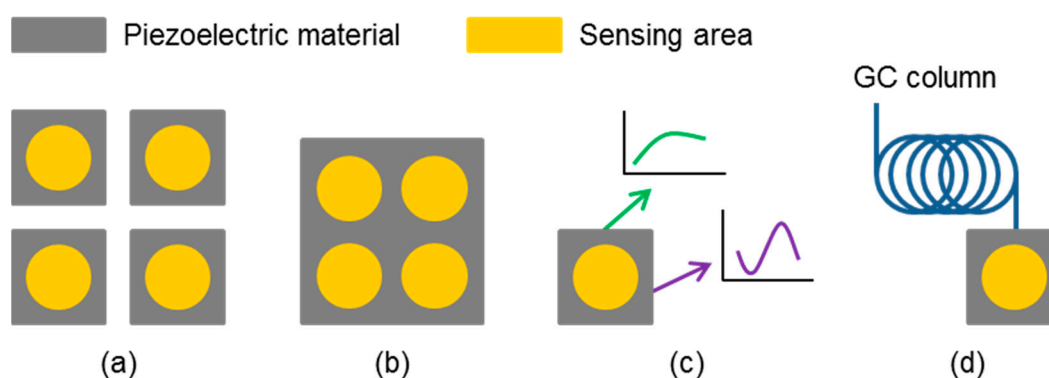 Piezoelectric material
Sensing area
GC column
(a)
(b)
(c)
(d)